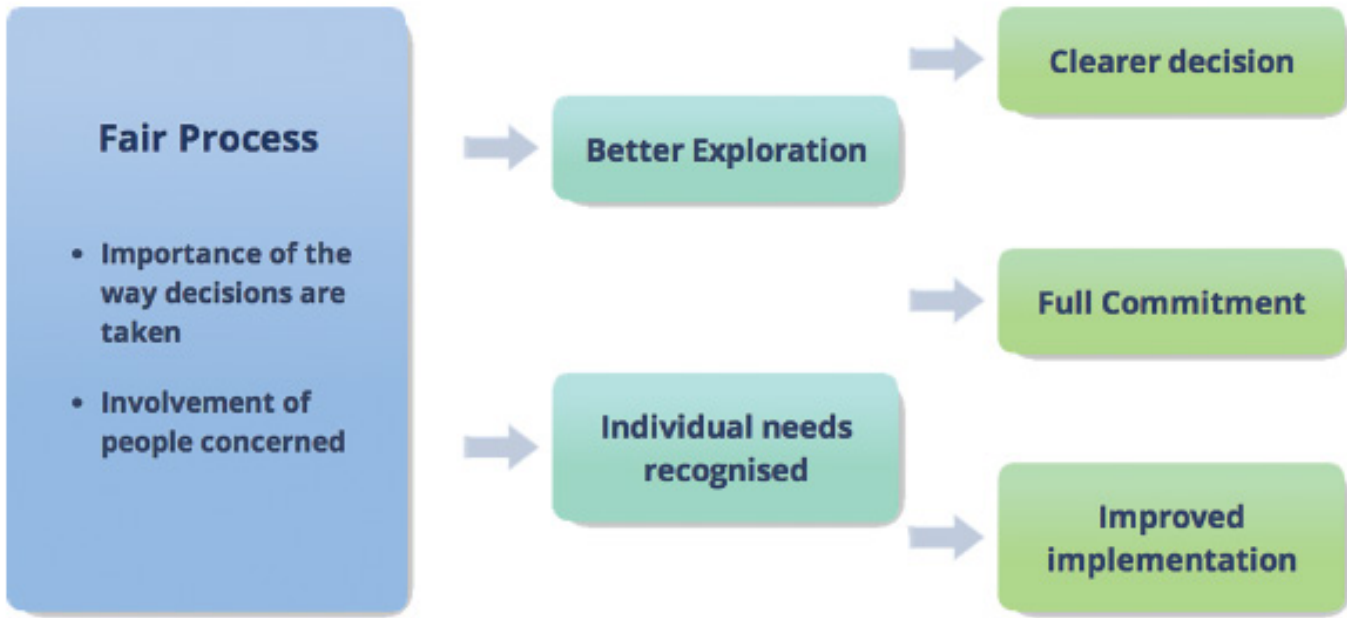 Fair Process
• Importance of the
way decisions are
taken
• Involvement of
people concerned
Better Exploration
Individual needs
recognised
Clearer decision
Full Commitment
Improved
implementation